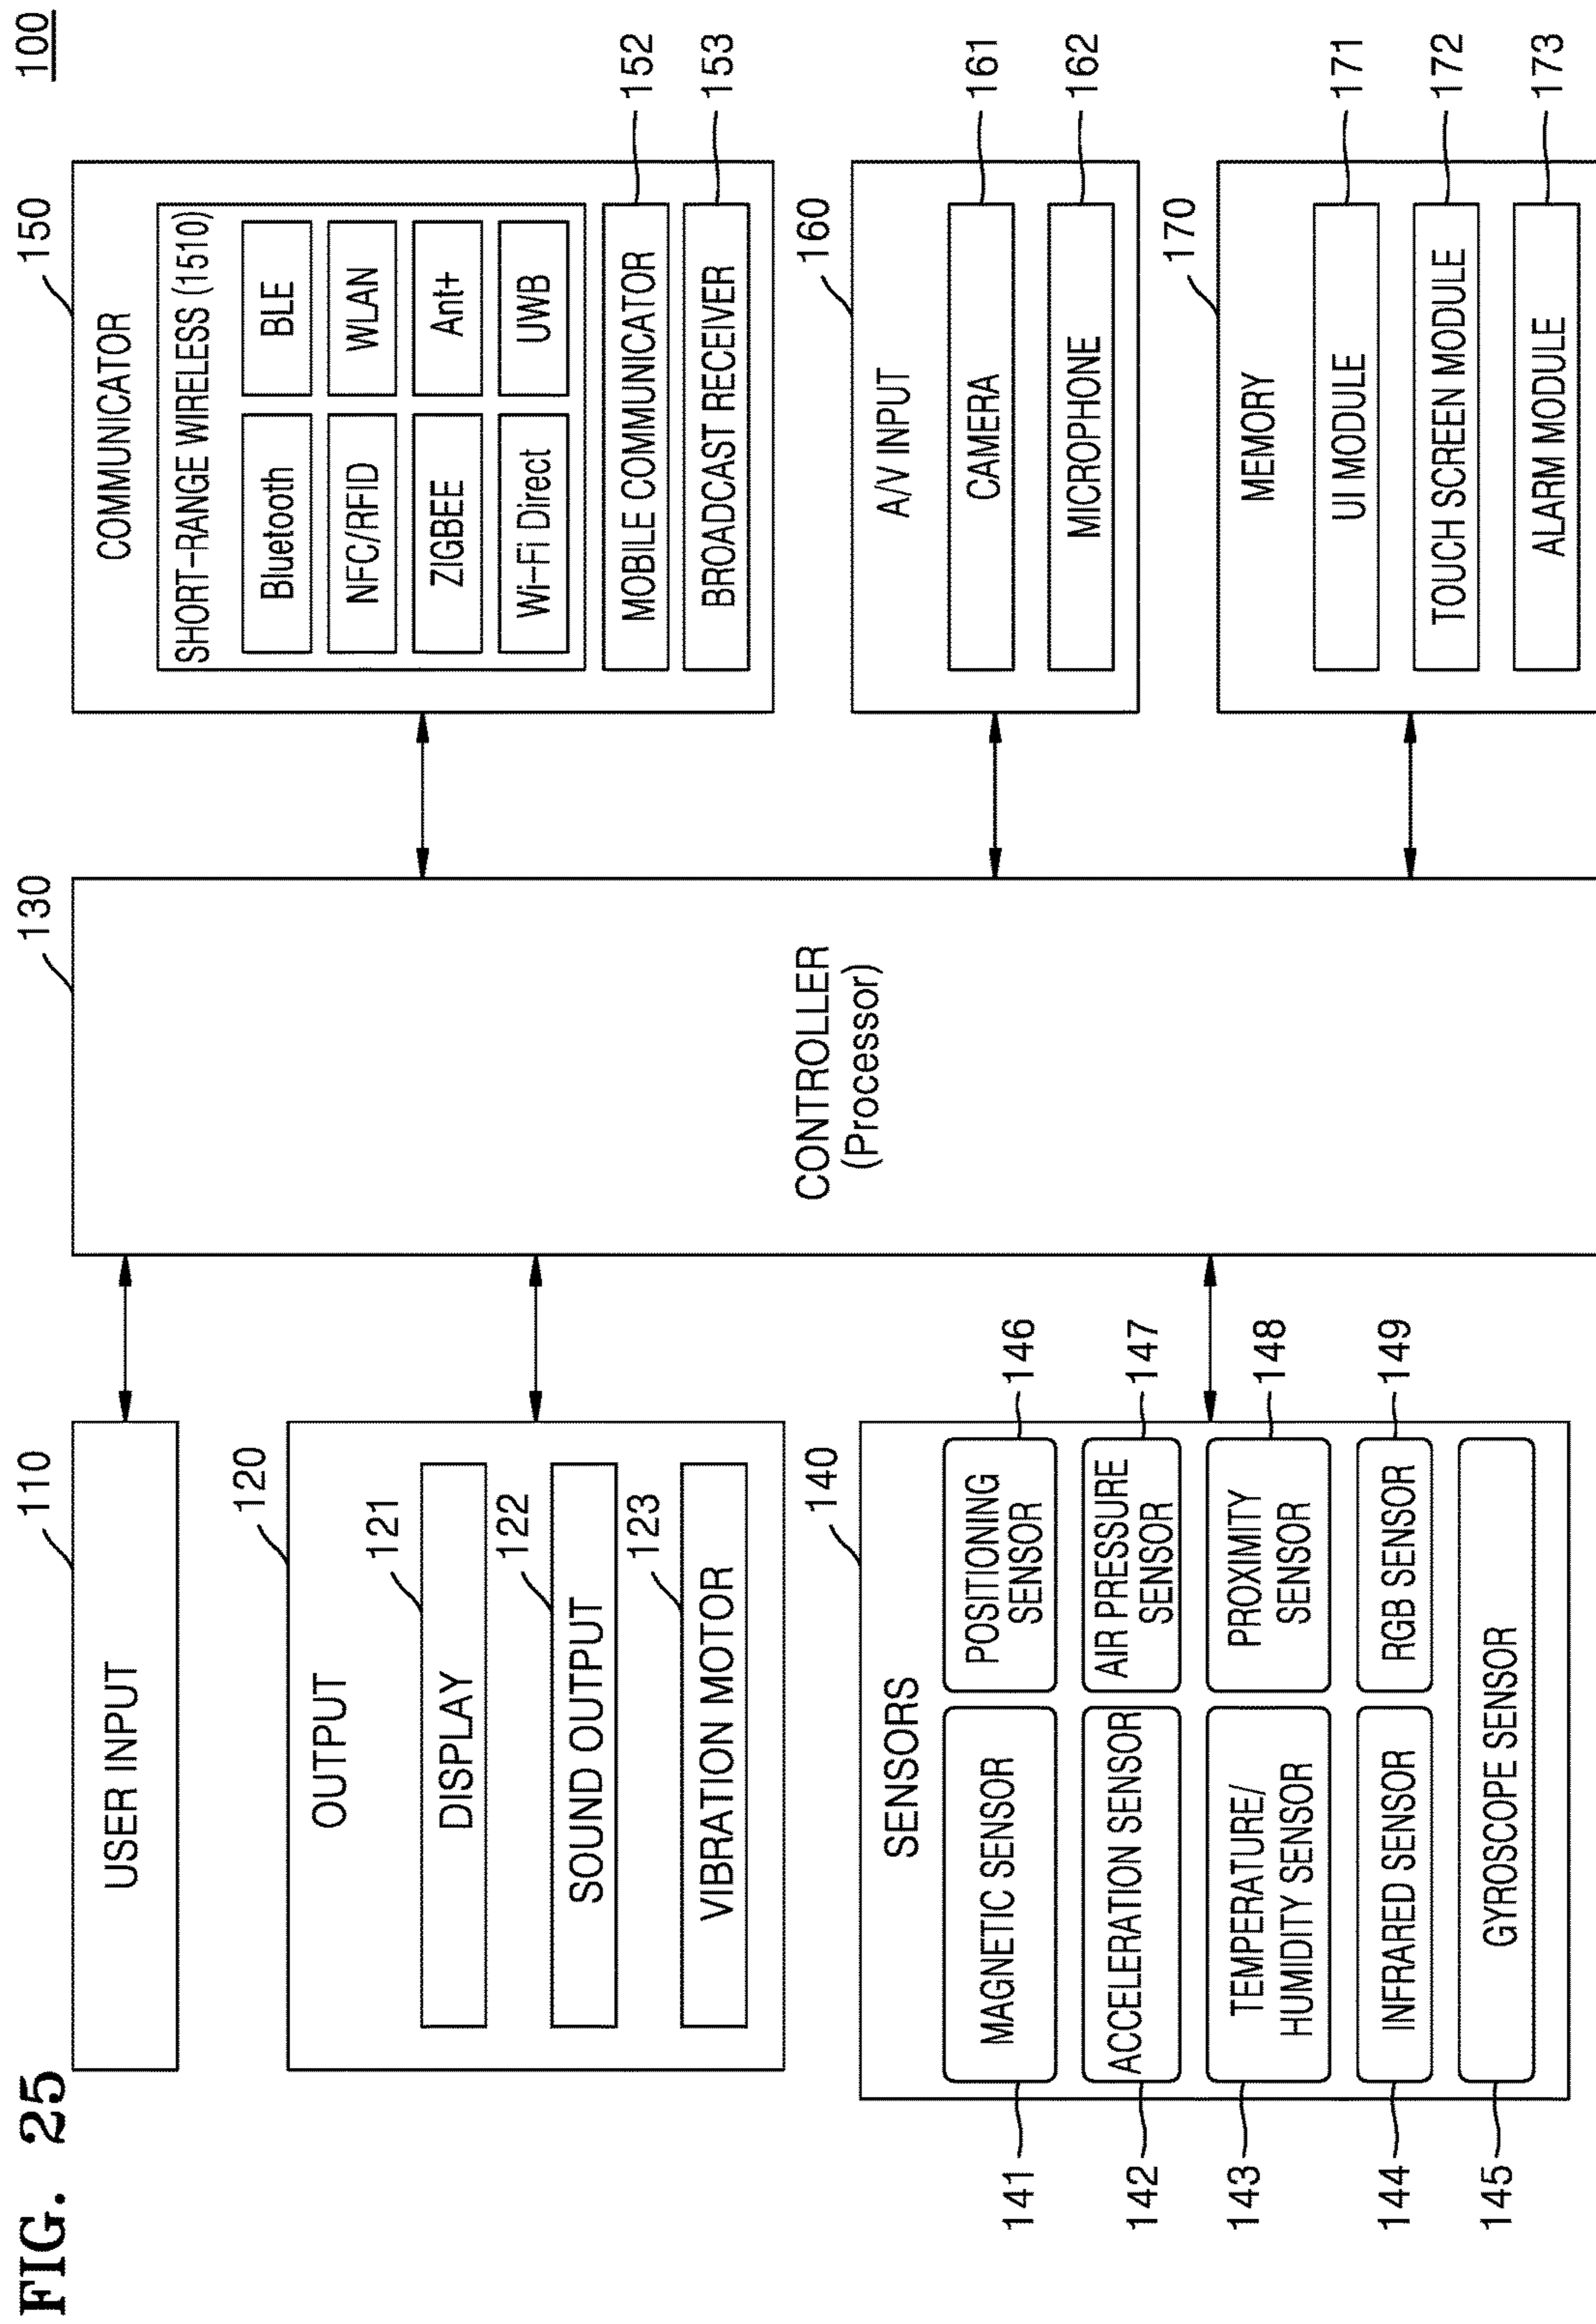 FIG. 25
100
110
USER INPUT
120
OUTPUT
121
DISPLAY
122
SOUND OUTPUT
123
VIBRATION MOTOR
140
SENSORS
141
MAGNETIC SENSOR
POSITIONING
SENSOR
146
142
ACCELERATION SENSOR
AIR PRESSURE
SENSOR
147
143
TEMPERATURE/
HUMIDITY SENSOR
PROXIMITY
SENSOR
148
144
INFRARED SENSOR
RGB SENSOR
149
145
GYROSCOPE SENSOR
130
CONTROLLER
(Processor)
150
COMMUNICATOR
SHORT-RANGE WIRELESS (1510)
Bluetooth
BLE
NFC/RFID
WLAN
ZIGBEE
Ant+
Wi-Fi Direct
UWB
MOBILE COMMUNICATOR
152
BROADCAST RECEIVER
153
160
A/V INPUT
CAMERA
161
MICROPHONE
162
170
MEMORY
UI MODULE
171
TOUCH SCREEN MODULE
172
ALARM MODULE
173